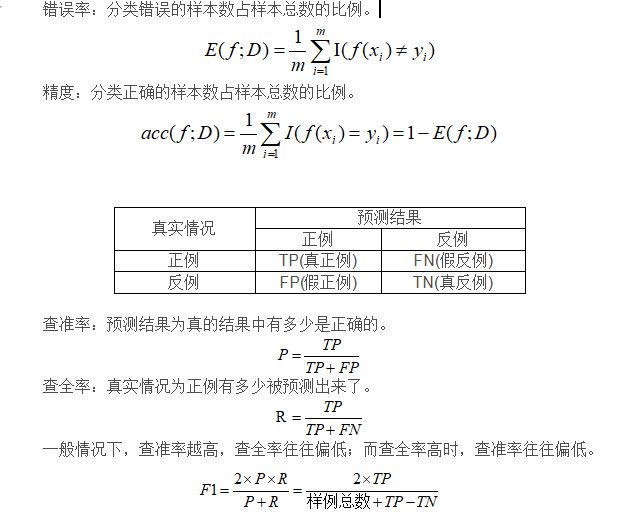 错误率：分类错误的样本数占样本总数的比例。
E(f;D)=\frac{1}{m}\sum_{i=1}^{m}I(f(x_i)≠y_i)
精度：分类正确的样本数占样本总数的比例。
acc(f;D)=\frac{1}{m}\sum_{i=1}^{m}I(f(x_i)=y_i)=1-E(f;D)
真实情况 预测结果
正例 反例
正例 TP(真正例) FN(假反例)
反例 FP(假正例) TN(真反例)
查准率：预测结果为真的结果中有多少是正确的。
P=\frac{TP}{TP+FP}
查全率：真实情况为正例有多少被预测出来了。
R=\frac{TP}{TP+FN}
一般情况下，查准率越高，查全率往往偏低；而查全率高时，查准率往往偏低。
F1=\frac{2×P×R}{P+R}=\frac{2×TP}{样例总数+TP-TN}